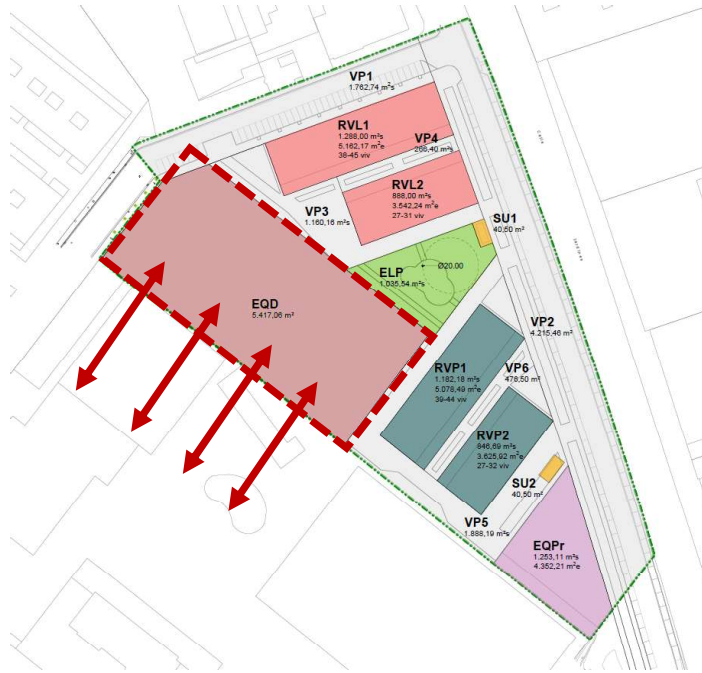 VP1
1.762,74 m²s
RVL1
1.288,00 m²s
5.162,17 m²e
38-45 viv
VP4
266,40 m²s
RVL2
888,00 m²s
3.542,24 m²e
27-31 viv
VP3
1.160,16 m²s
SU1
40,50 m²
Ø20.00
ELP
1.035,54 m²s
EQD
5.417,06 m²
VP2
4.215,46 m²
RVP1
1.182,18 m²s
5.078,49 m²e
39-44 viv
VP6
478,50 m²
RVP2
846,69 m²s
3.625,92 m²e
27-32 viv
SU2
40,50 m²
VP5
1.888,19 m²s
EQPr
1.253,11 m²s
4.352,21 m²e